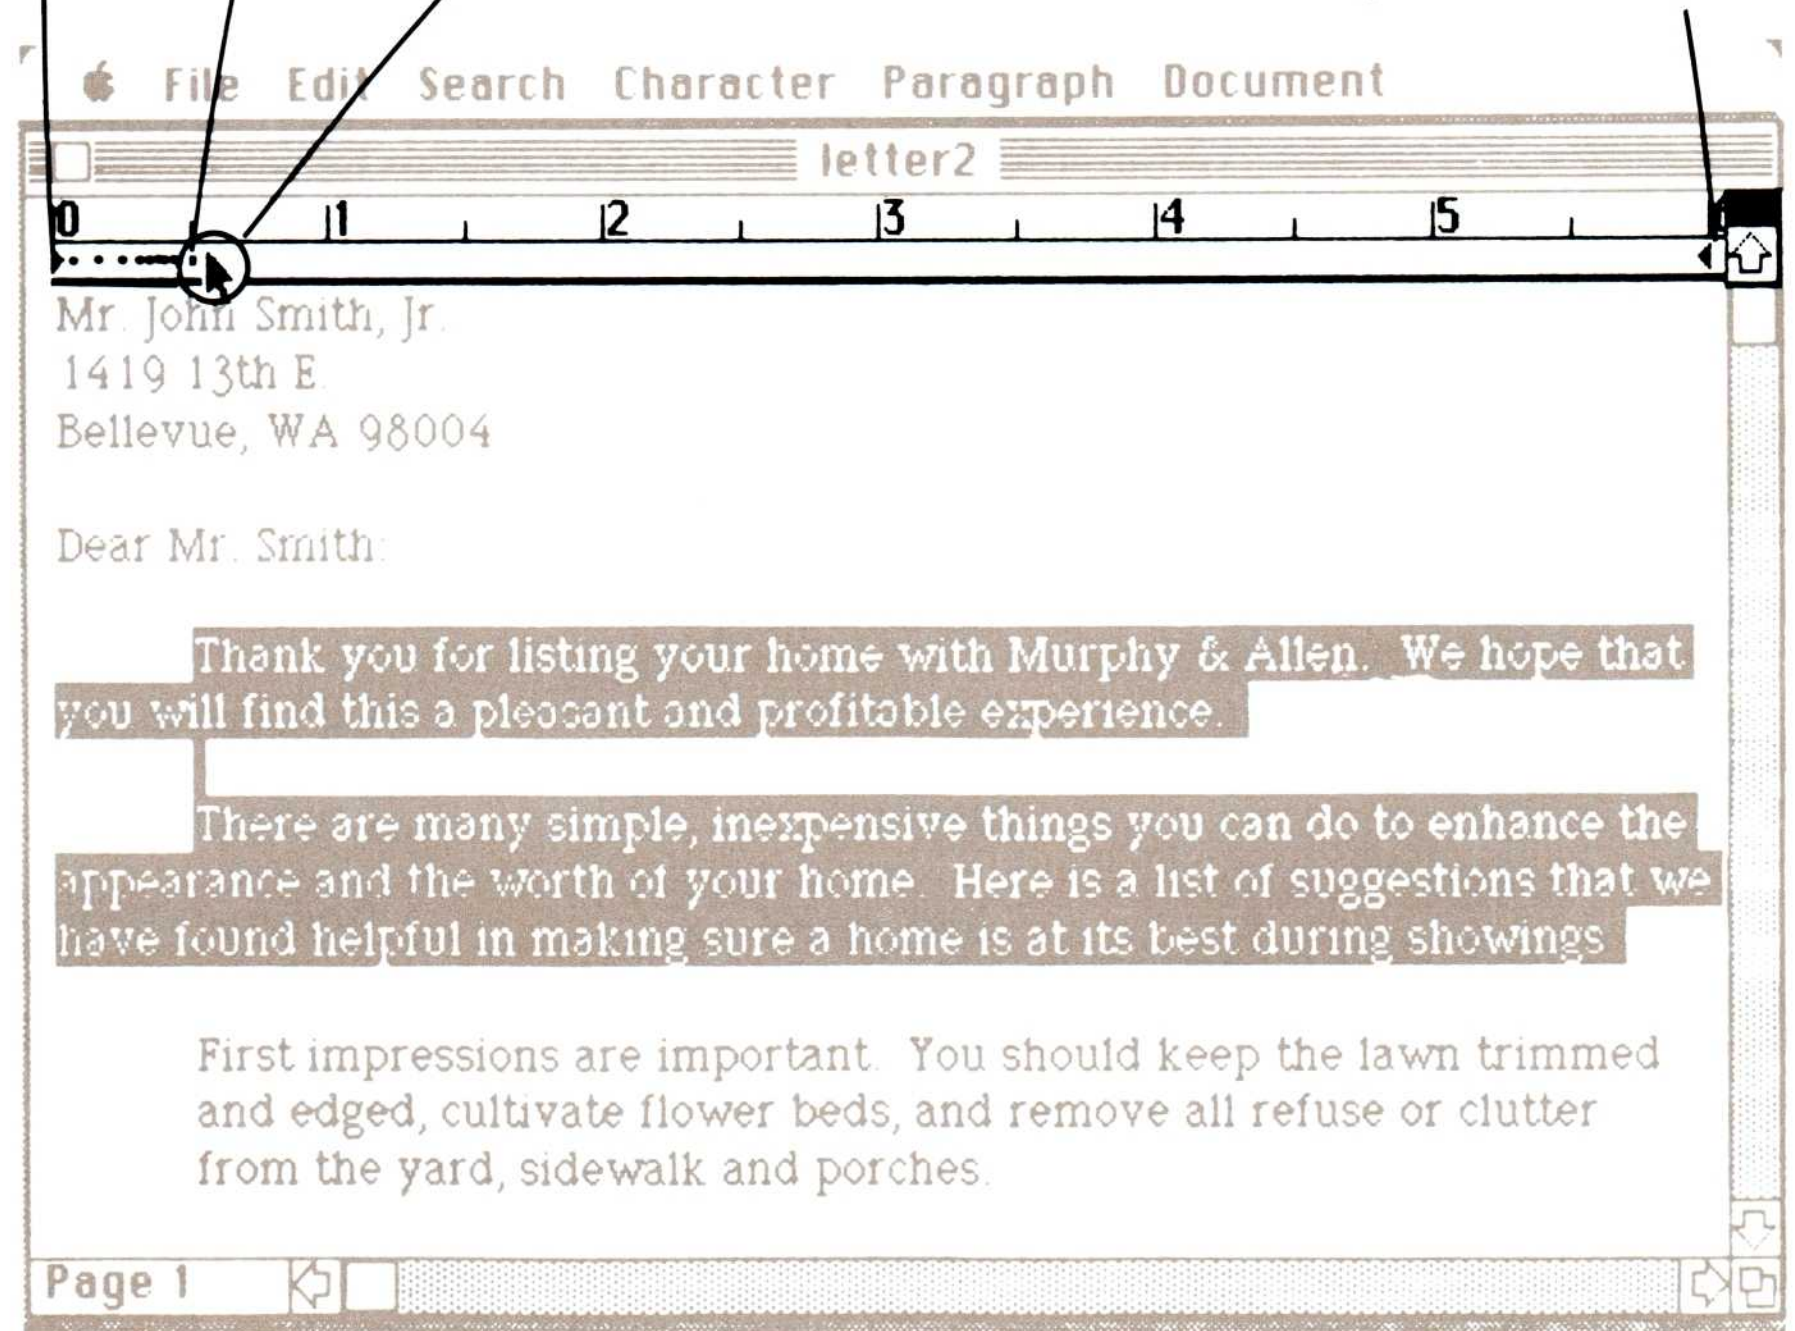 File Edit Search Character Paragraph Document
letter2
0 1 2 3 4 5
Mr. John Smith, Jr.
1419 13th E.
Bellevue, WA 98004
Dear Mr. Smith:
Thank you for listing your home with Murphy & Allen. We hope that
you will find this a pleasant and profitable experience.
There are many simple, inexpensive things you can do to enhance the
appearance and the worth of your home. Here is a list of suggestions that we
have found helpful in making sure a home is at its best during showings
First impressions are important. You should keep the lawn trimmed
and edged, cultivate flower beds, and remove all refuse or clutter
from the yard, sidewalk and porches.
Page 1